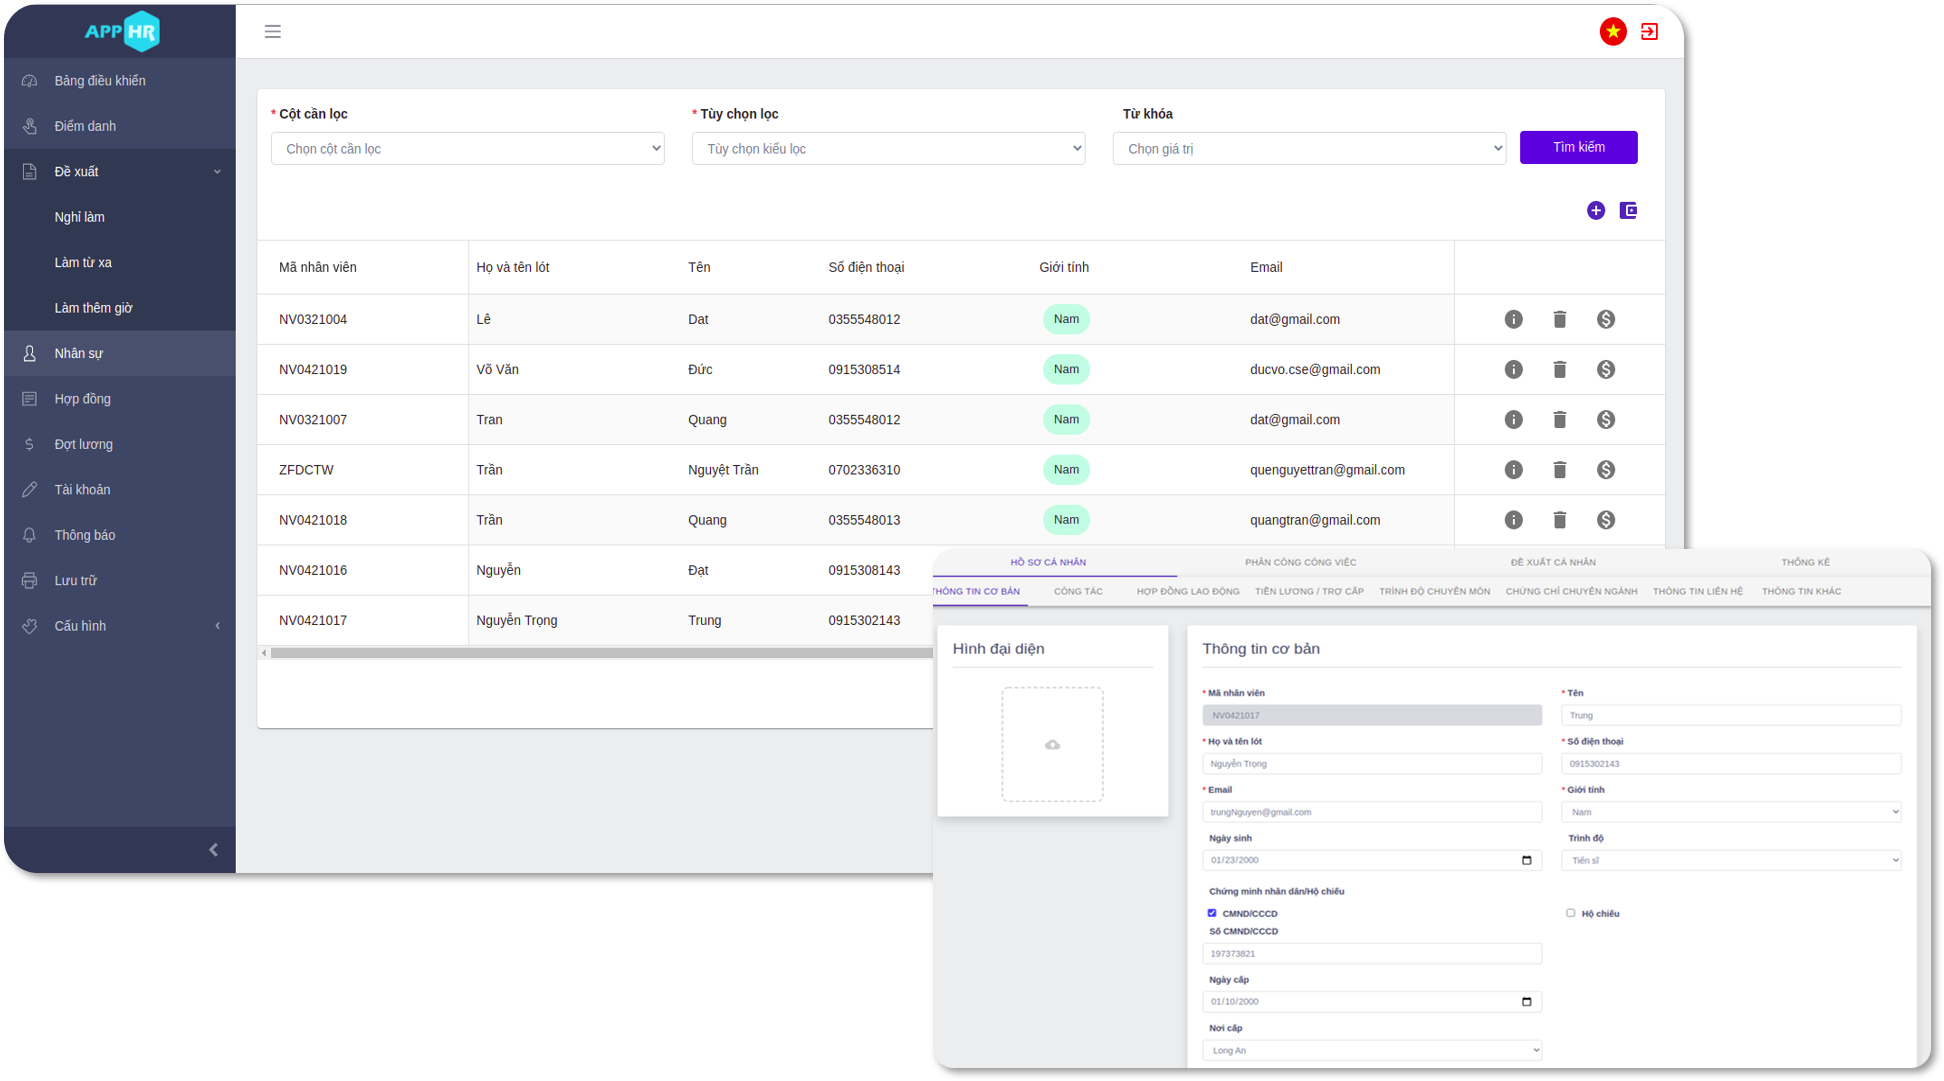 APP HR
Bảng điều khiển
Điểm danh
Đề xuất
Nghỉ làm
Làm từ xa
Làm thêm giờ
Nhân sự
Hợp đồng
Đợt lương
Tài khoản
Thông báo
Lưu trữ
Cấu hình
* Cột cần lọc
* Tùy chọn lọc
Từ khóa
Chọn cột cần lọc
Tùy chọn kiểu lọc
Chọn giá trị
Tìm kiếm
Mã nhân viên Họ và tên lót Tên Số điện thoại Giới tính Email
NV0321004 Lê Dat 0355548012 Nam dat@gmail.com
NV0421019 Võ Văn Đức 0915308514 Nam ducvo.cse@gmail.com
NV0321007 Tran Quang 0355548012 Nam dat@gmail.com
ZFDCTW Trần Nguyệt Trần 0702336310 Nam quenguyettran@gmail.com
NV0421018 Trần Quang 0355548013 Nam quangtran@gmail.com
NV0421016 Nguyễn Đạt 0915308143
NV0421017 Nguyễn Trọng Trung 0915302143
HỒ SƠ CÁ NHÂN PHÂN CÔNG CÔNG VIỆC ĐỀ XUẤT CÁ NHÂN THỐNG KÊ
THÔNG TIN CƠ BẢN CÔNG TÁC HỢP ĐỒNG LAO ĐỘNG TIỀN LƯƠNG / TRỢ CẤP TRÌNH ĐỘ CHUYÊN MÔN CHỨNG CHỈ CHUYÊN NGÀNH THÔNG TIN LIÊN HỆ THÔNG TIN KHÁC
Hình đại diện
Thông tin cơ bản
* Mã nhân viên
NV0421017
* Tên
Trung
* Họ và tên lót
Nguyễn Trọng
* Số điện thoại
0915302143
* Email
trungNguyen@gmail.com
* Giới tính
Nam
Ngày sinh
01/23/2000
Trình độ
Tiến sĩ
Chứng minh nhân dân/Hộ chiếu
CMND/CCCD
Hộ chiếu
Số CMND/CCCD
197373821
Ngày cấp
01/10/2000
Nơi cấp
Long An